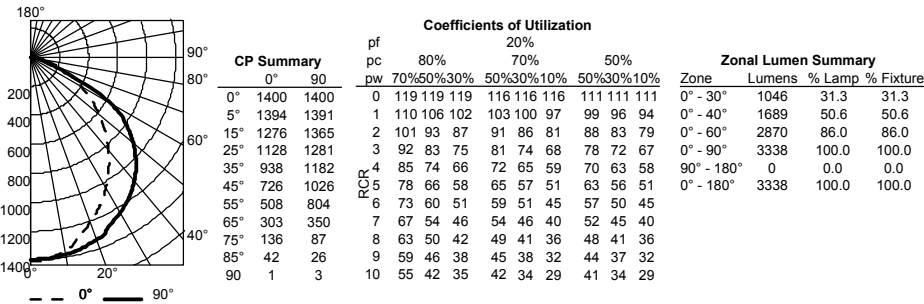 180°
90°
80°
60°
40°
20°
0°
200
400
600
800
1000
1200
1400
0° 90°
CP Summary
0° 90
0° 1400 1400
5° 1394 1391
15° 1276 1365
25° 1128 1281
35° 938 1182
45° 726 1026
55° 508 804
65° 303 350
75° 136 87
85° 42 26
90 1 3
Coefficients of Utilization
pf 20%
pc 80% 70% 50%
pw 70%50%30% 50%30%10% 50%30%10%
RCR
0 119 119 119 116 116 116 111 111 111
1 110 106 102 103 100 97 99 96 94
2 101 93 87 91 86 81 88 83 79
3 92 83 75 81 74 68 78 72 67
4 85 74 66 72 65 59 70 63 58
5 78 66 58 65 57 51 63 56 51
6 73 60 51 59 51 45 57 50 45
7 67 54 46 54 46 40 52 45 40
8 63 50 42 49 41 36 48 41 36
9 59 46 38 45 38 32 44 37 32
10 55 42 35 42 34 29 41 34 29
Zonal Lumen Summary
Zone Lumens % Lamp % Fixture
0° - 30° 1046 31.3 31.3
0° - 40° 1689 50.6 50.6
0° - 60° 2870 86.0 86.0
0° - 90° 3338 100.0 100.0
90° - 180° 0 0.0 0.0
0° - 180° 3338 100.0 100.0